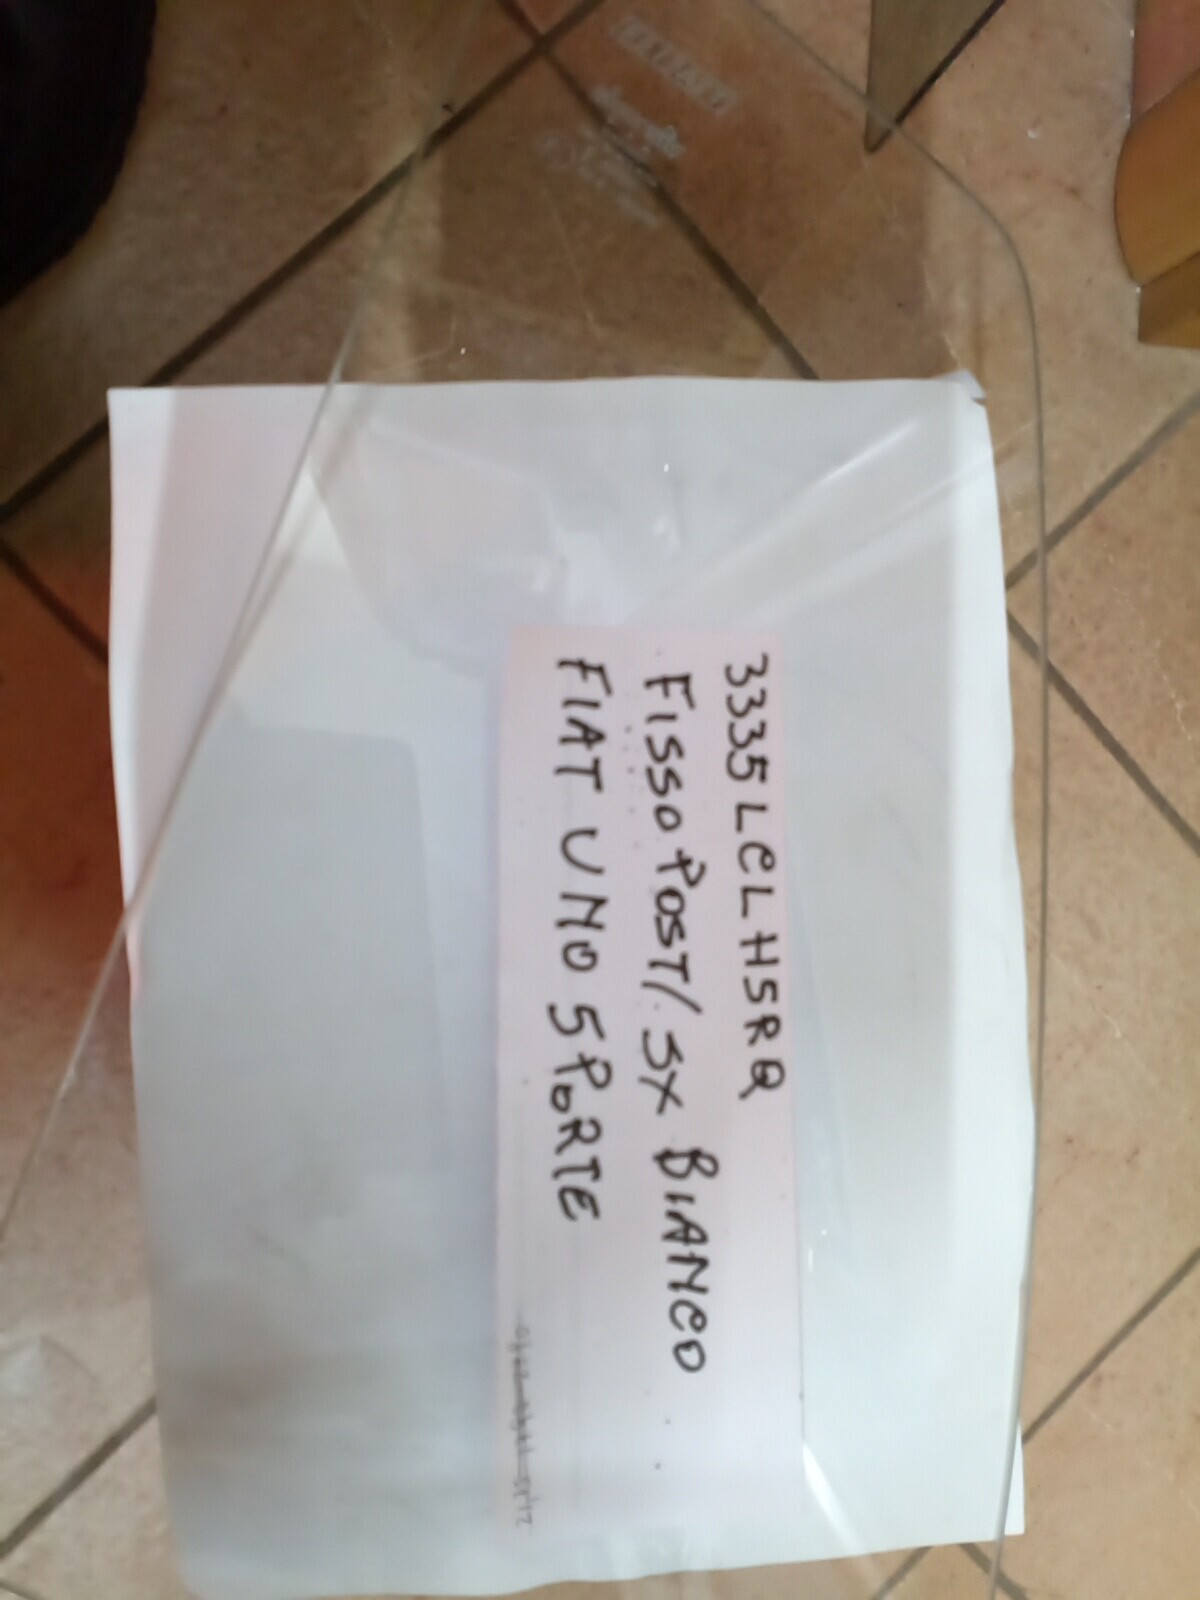 3335LCLH5RQ
FISSO POST/SX BIANCO
FIAT UNO 5PORTE